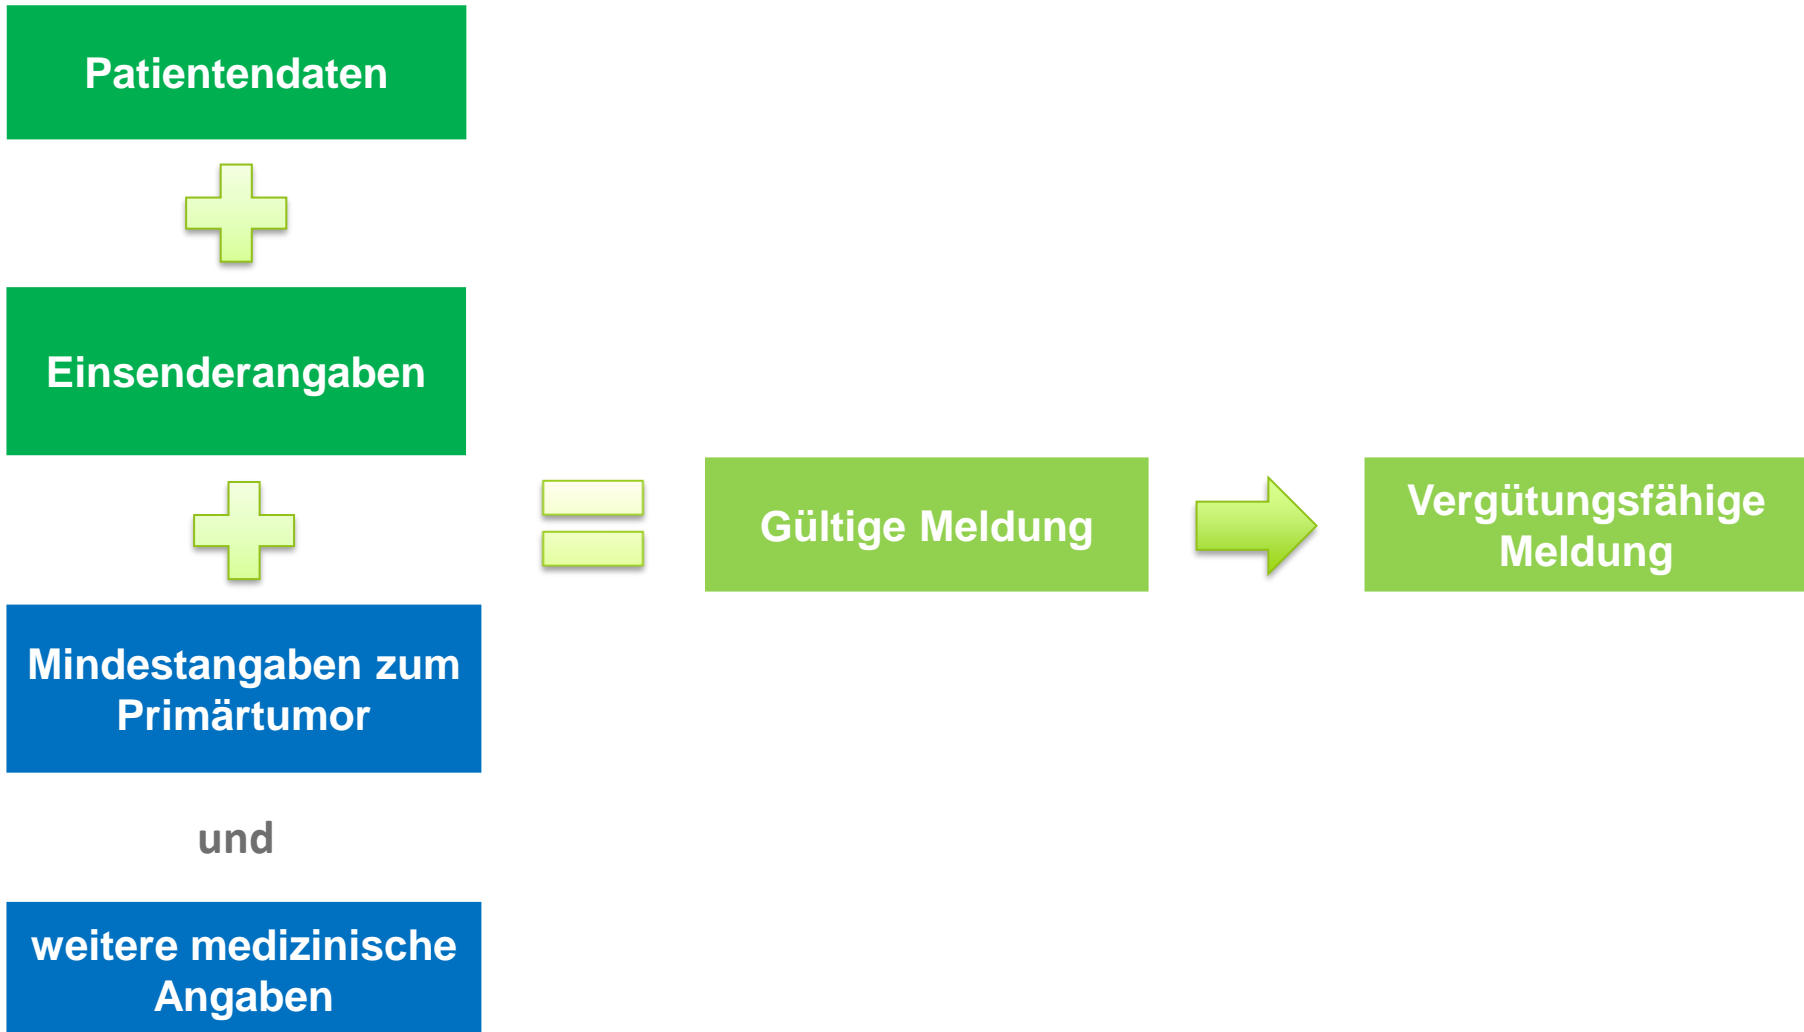 Patientendaten
Einsenderangaben
Mindestangaben zum
Primärtumor
und
weitere medizinische
Angaben
Gültige Meldung
Vergütungsfähige
Meldung